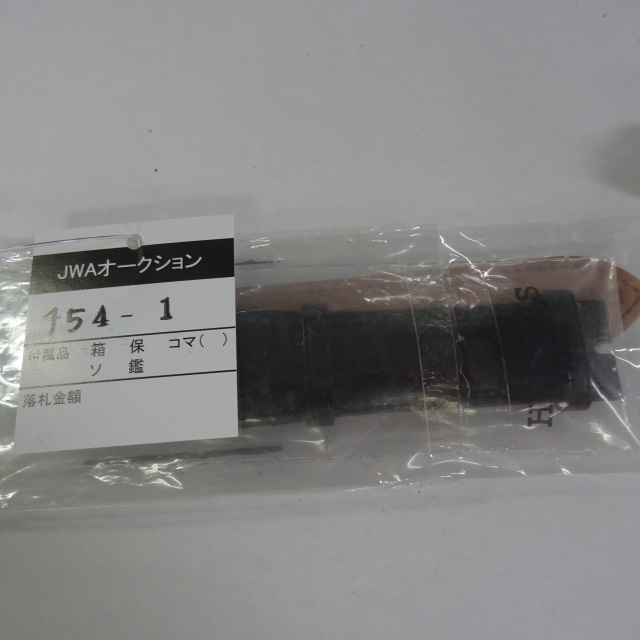 JWAオークション
154 - 1
付属品 箱 保 コマ( )
ソ 鑑
落札金額